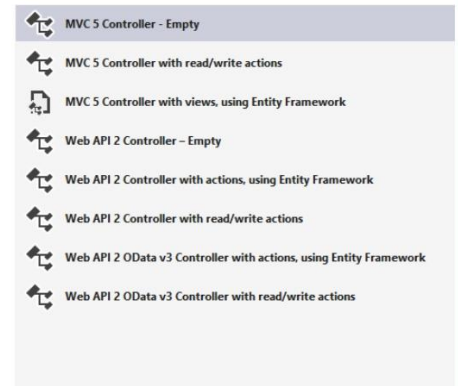 MVC 5 Controller - Empty
MVC 5 Controller with read/write actions
MVC 5 Controller with views, using Entity Framework
Web API 2 Controller – Empty
Web API 2 Controller with actions, using Entity Framework
Web API 2 Controller with read/write actions
Web API 2 OData v3 Controller with actions, using Entity Framework
Web API 2 OData v3 Controller with read/write actions